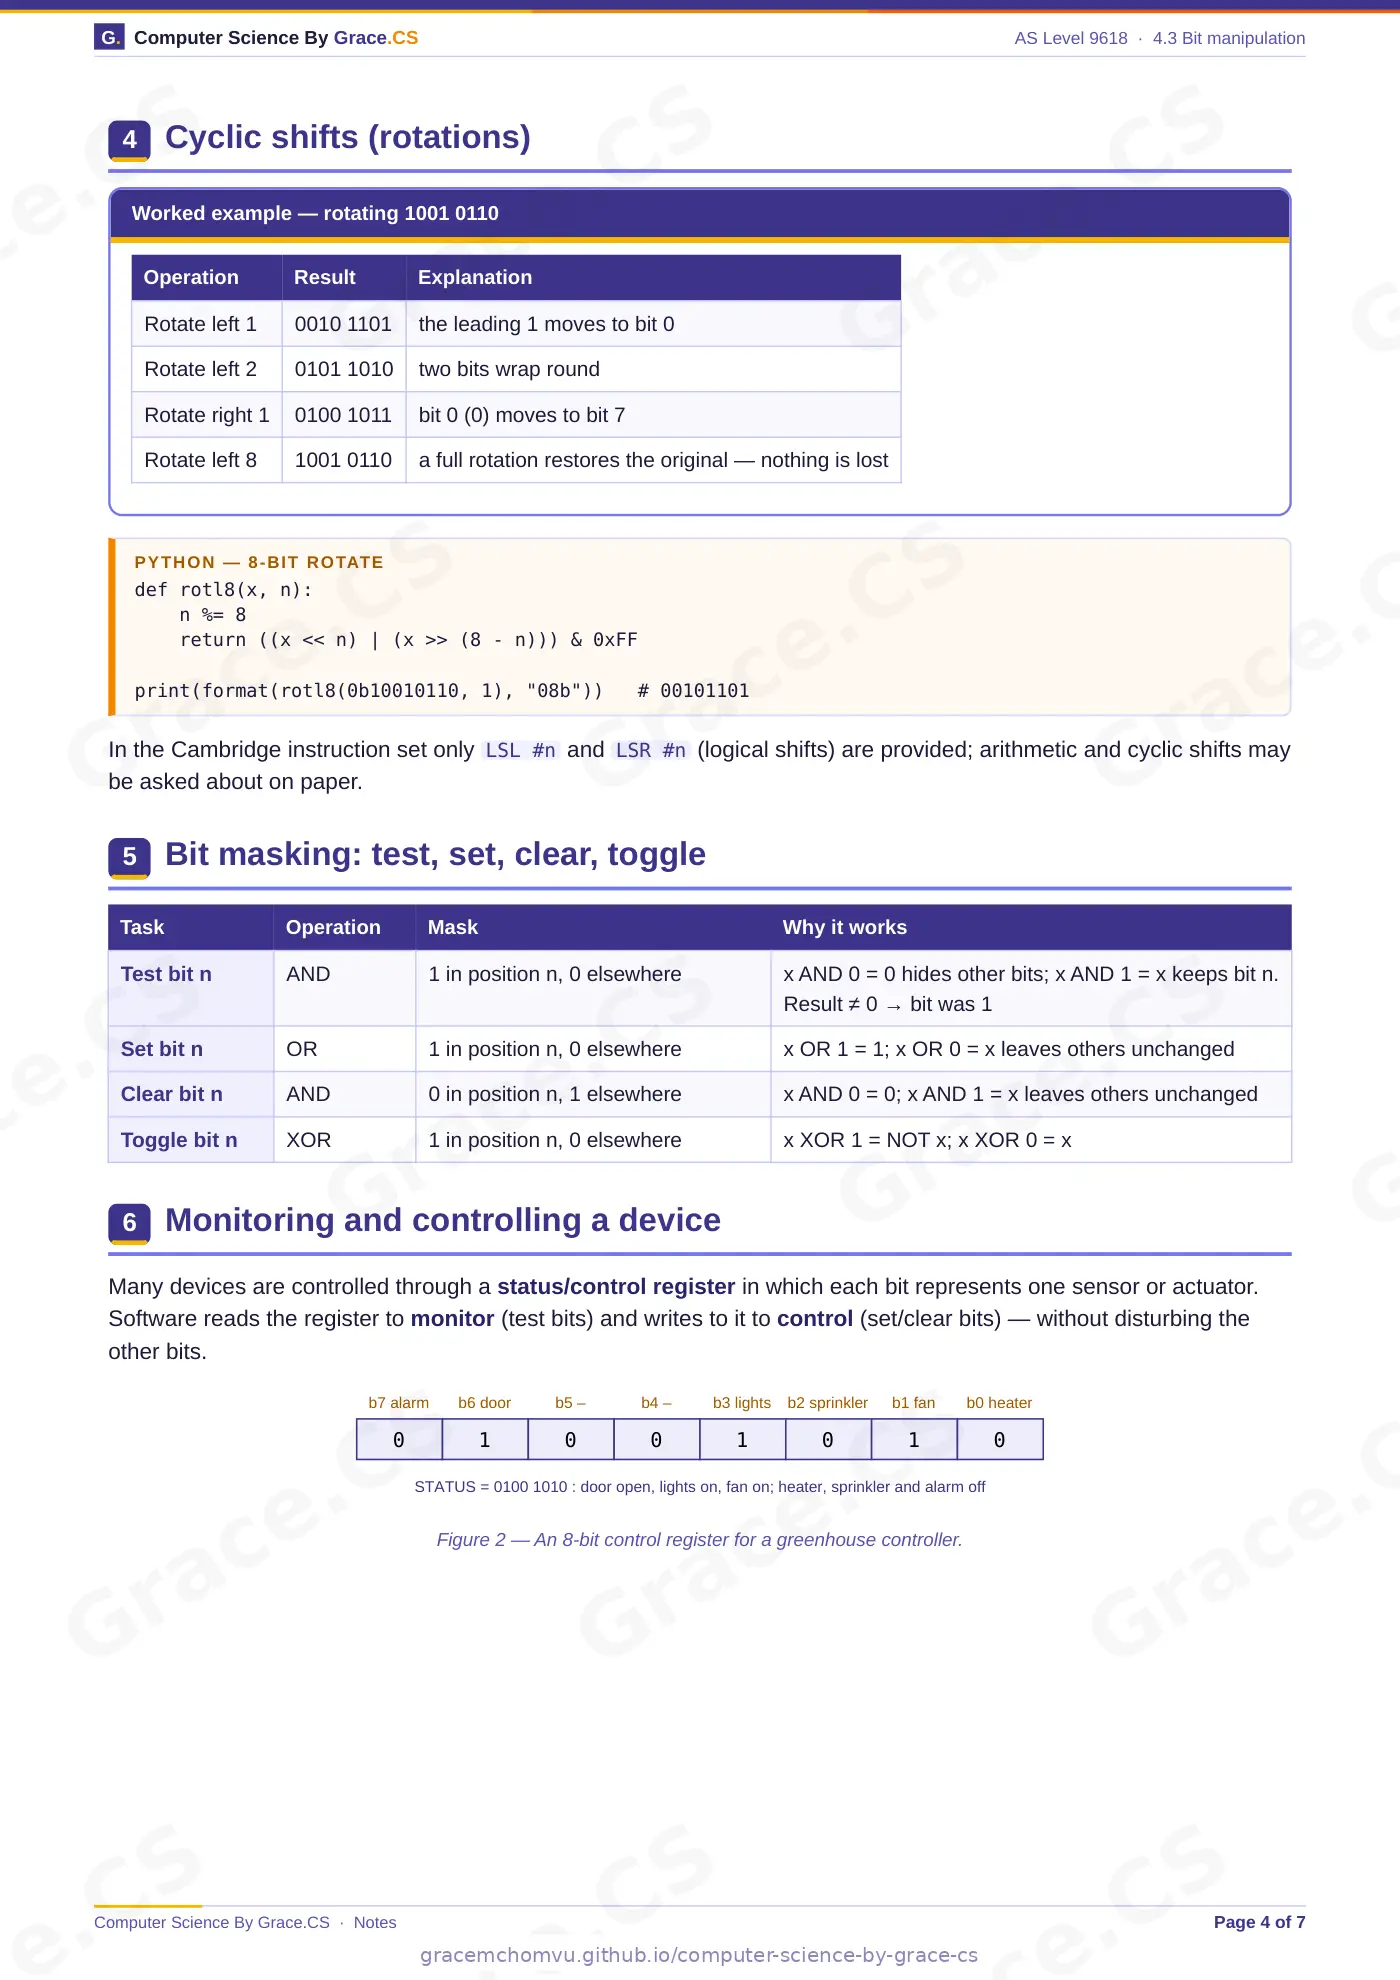 G. Computer Science By Grace.CS
AS Level 9618 · 4.3 Bit manipulation
4 Cyclic shifts (rotations)
Worked example — rotating 1001 0110
Operation Result Explanation
Rotate left 1 0010 1101 the leading 1 moves to bit 0
Rotate left 2 0101 1010 two bits wrap round
Rotate right 1 0100 1011 bit 0 (0) moves to bit 7
Rotate left 8 1001 0110 a full rotation restores the original — nothing is lost
PYTHON — 8-BIT ROTATE
def rotl8(x, n):
    n %= 8
    return ((x << n) | (x >> (8 - n))) & 0xFF
print(format(rotl8(0b10010110, 1), "08b"))   # 00101101
In the Cambridge instruction set only LSL #n and LSR #n (logical shifts) are provided; arithmetic and cyclic shifts may
be asked about on paper.
5 Bit masking: test, set, clear, toggle
Task Operation Mask Why it works
Test bit n AND 1 in position n, 0 elsewhere x AND 0 = 0 hides other bits; x AND 1 = x keeps bit n.
Result ≠ 0 → bit was 1
Set bit n OR 1 in position n, 0 elsewhere x OR 1 = 1; x OR 0 = x leaves others unchanged
Clear bit n AND 0 in position n, 1 elsewhere x AND 0 = 0; x AND 1 = x leaves others unchanged
Toggle bit n XOR 1 in position n, 0 elsewhere x XOR 1 = NOT x; x XOR 0 = x
6 Monitoring and controlling a device
Many devices are controlled through a status/control register in which each bit represents one sensor or actuator.
Software reads the register to monitor (test bits) and writes to it to control (set/clear bits) — without disturbing the
other bits.
b7 alarm b6 door b5 – b4 – b3 lights b2 sprinkler b1 fan b0 heater
0 1 0 0 1 0 1 0
STATUS = 0100 1010 : door open, lights on, fan on; heater, sprinkler and alarm off
Figure 2 — An 8-bit control register for a greenhouse controller.
Computer Science By Grace.CS · Notes
Page 4 of 7
gracemchomvu.github.io/computer-science-by-grace-cs